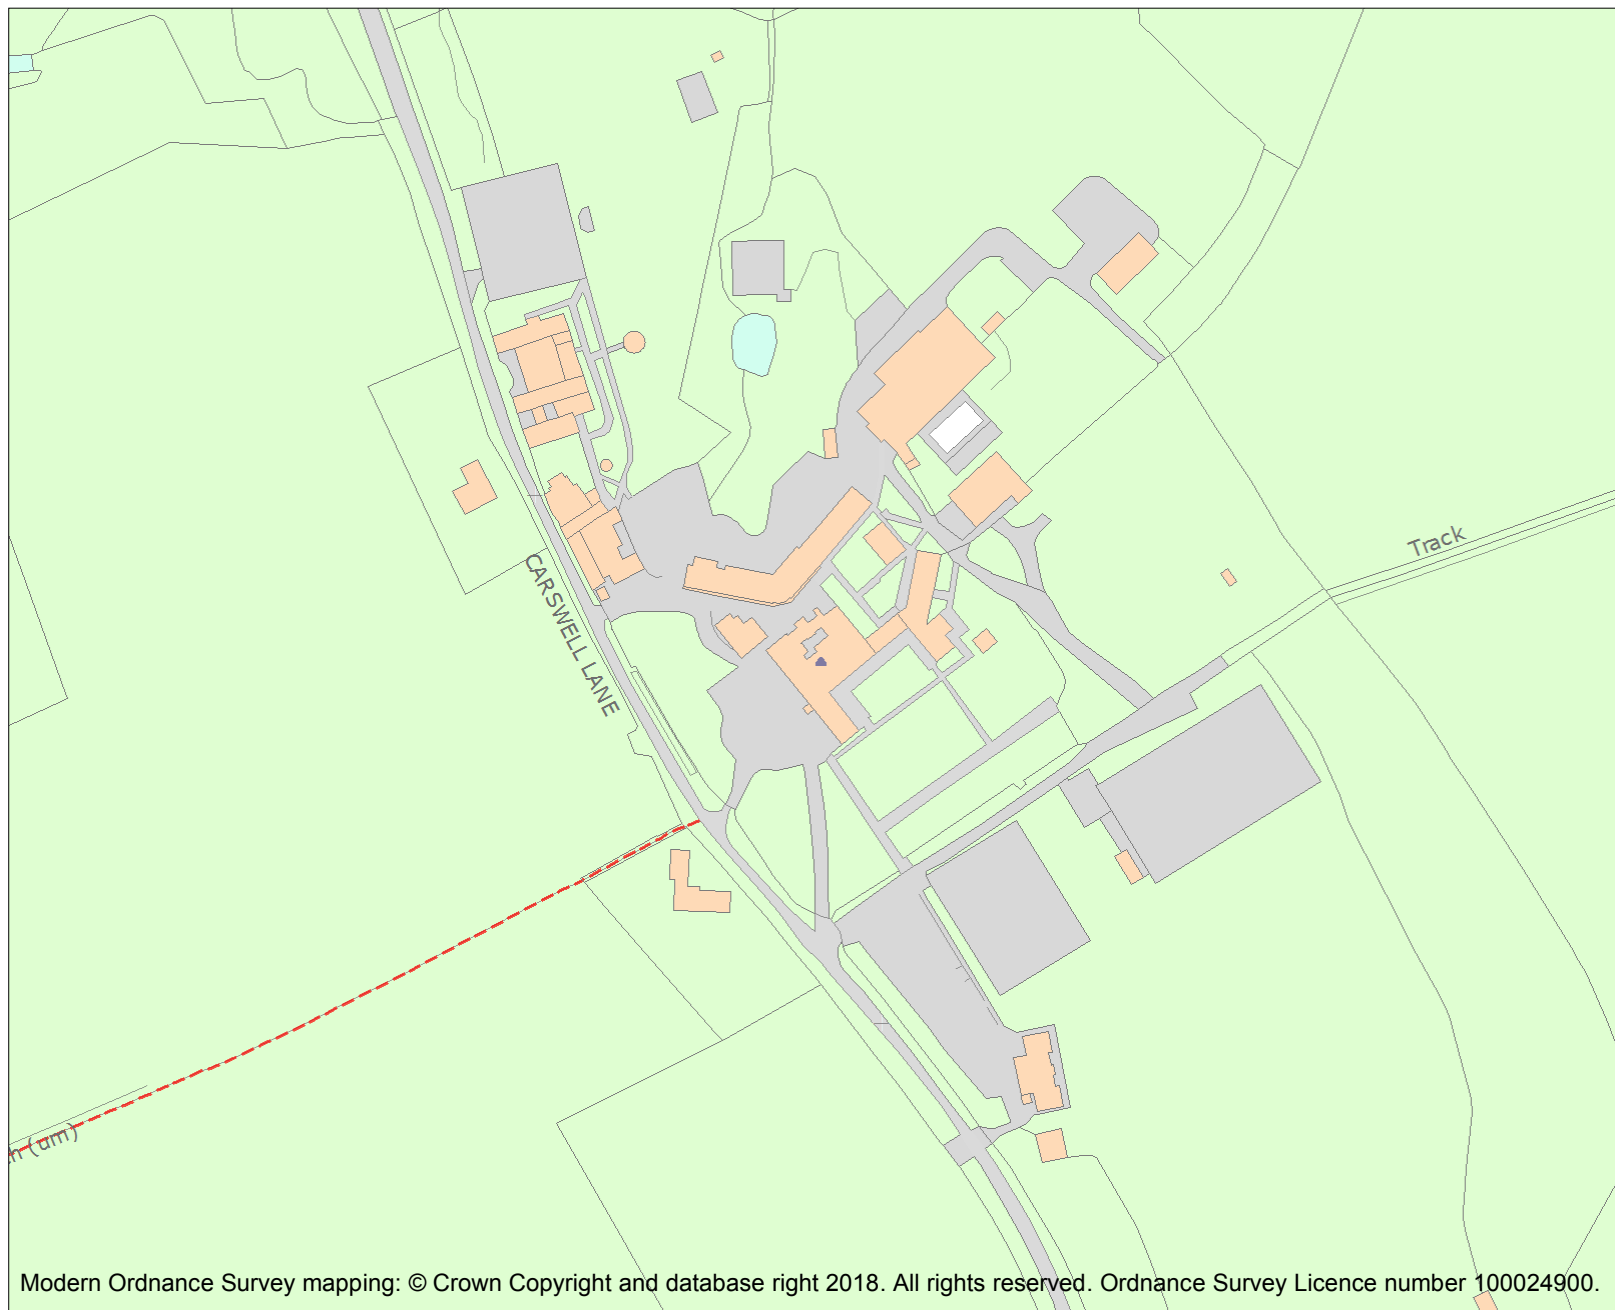 Track
CARSWELL LANE
(um)
Modern Ordnance Survey mapping: © Crown Copyright and database right 2018. All rights reserved. Ordnance Survey Licence number 100024900.